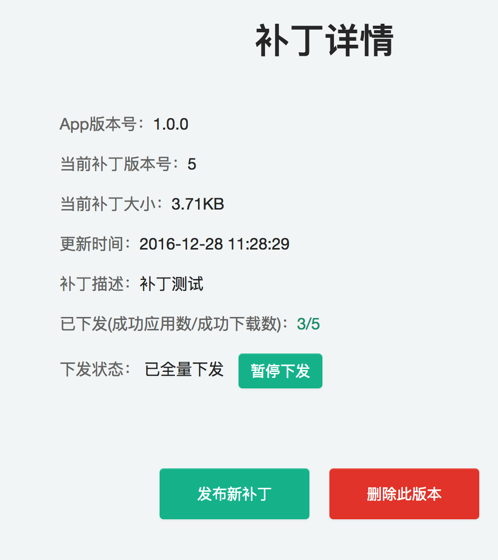 补丁详情
App版本号：1.0.0
当前补丁版本号：5
当前补丁大小：3.71KB
更新时间：2016-12-28 11:28:29
补丁描述：补丁测试
已下发(成功应用数/成功下载数)：3/5
下发状态： 已全量下发 暂停下发
发布新补丁 删除此版本